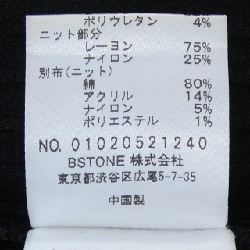 ポリウレタン 4%
ニット部分
レーヨン 75%
ナイロン 25%
別布(ニット)
綿 80%
アクリル 14%
ナイロン 5%
ポリエステル 1%
NO. 01020521240
BSTONE 株式会社
東京都渋谷区広尾5-7-35
中国製